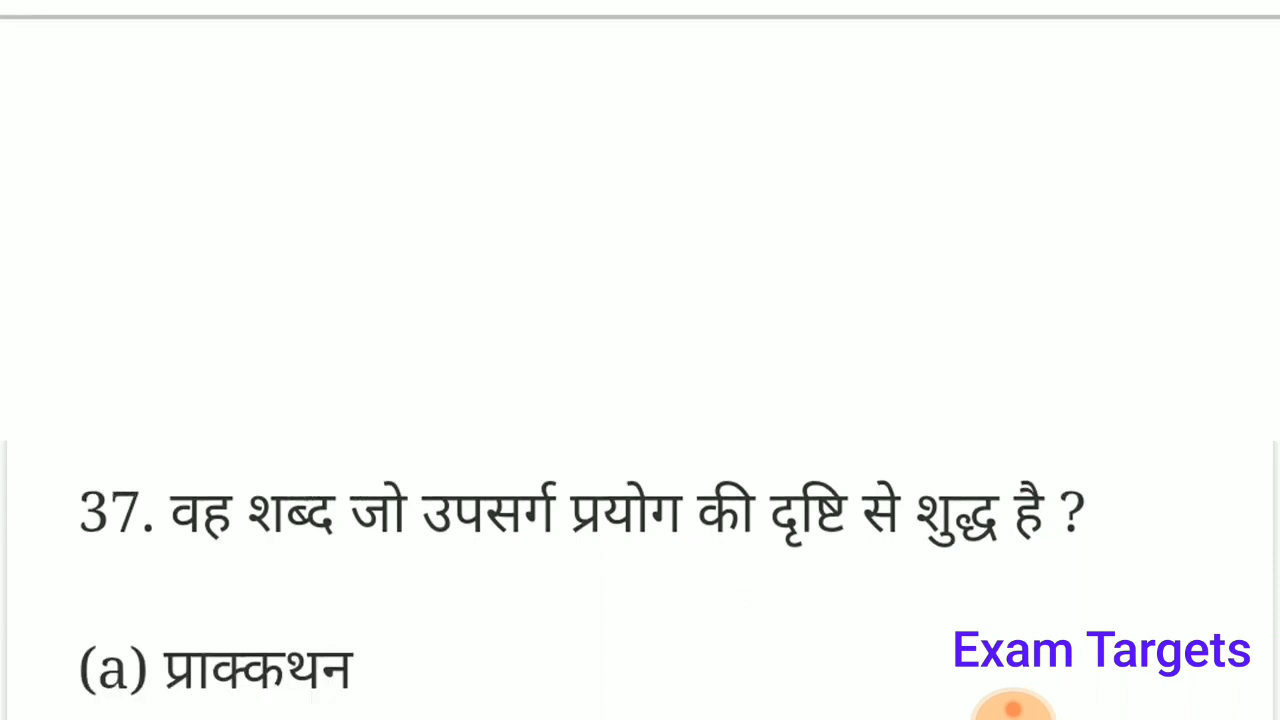 37. वह शब्द जो उपसर्ग प्रयोग की दृष्टि से शुद्ध है ?
(a) प्राक्कथन
Exam Targets